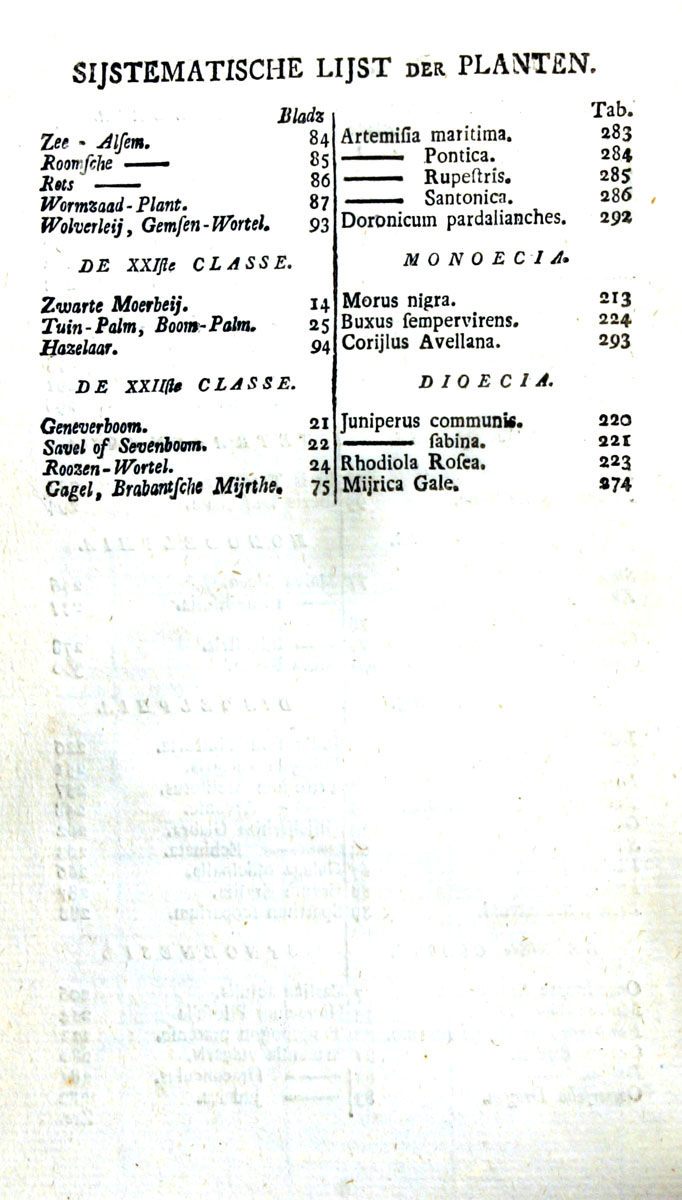 SIJSTEMATISCHE LIJST DER PLANTEN.
Bladz Tab.
Zee - Alſem. 84 Artemiſia maritima. 283
Roomſche —— 85 —— Pontica. 284
Rots —— 86 —— Rupeſtris. 285
Wormzaad-Plant. 87 —— Santonica. 286
Wolverleij, Gemſen-Wortel. 93 Doronicum pardalianches. 292
DE XXIſte CLASSE. MONOECIA.
Zwarte Moerbeij. 14 Morus nigra. 213
Tuin-Palm, Boom-Palm. 25 Buxus ſempervirens. 224
Hazelaar. 94 Corijlus Avellana. 293
DE XXIIſte CLASSE. DIOECIA.
Geneverboom. 21 Juniperus communis. 220
Savel of Sevenboom. 22 —— ſabina. 221
Roozen-Wortel. 24 Rhodiola Roſea. 223
Gagel, Brabantſche Mijrthe. 75 Mijrica Gale. 274